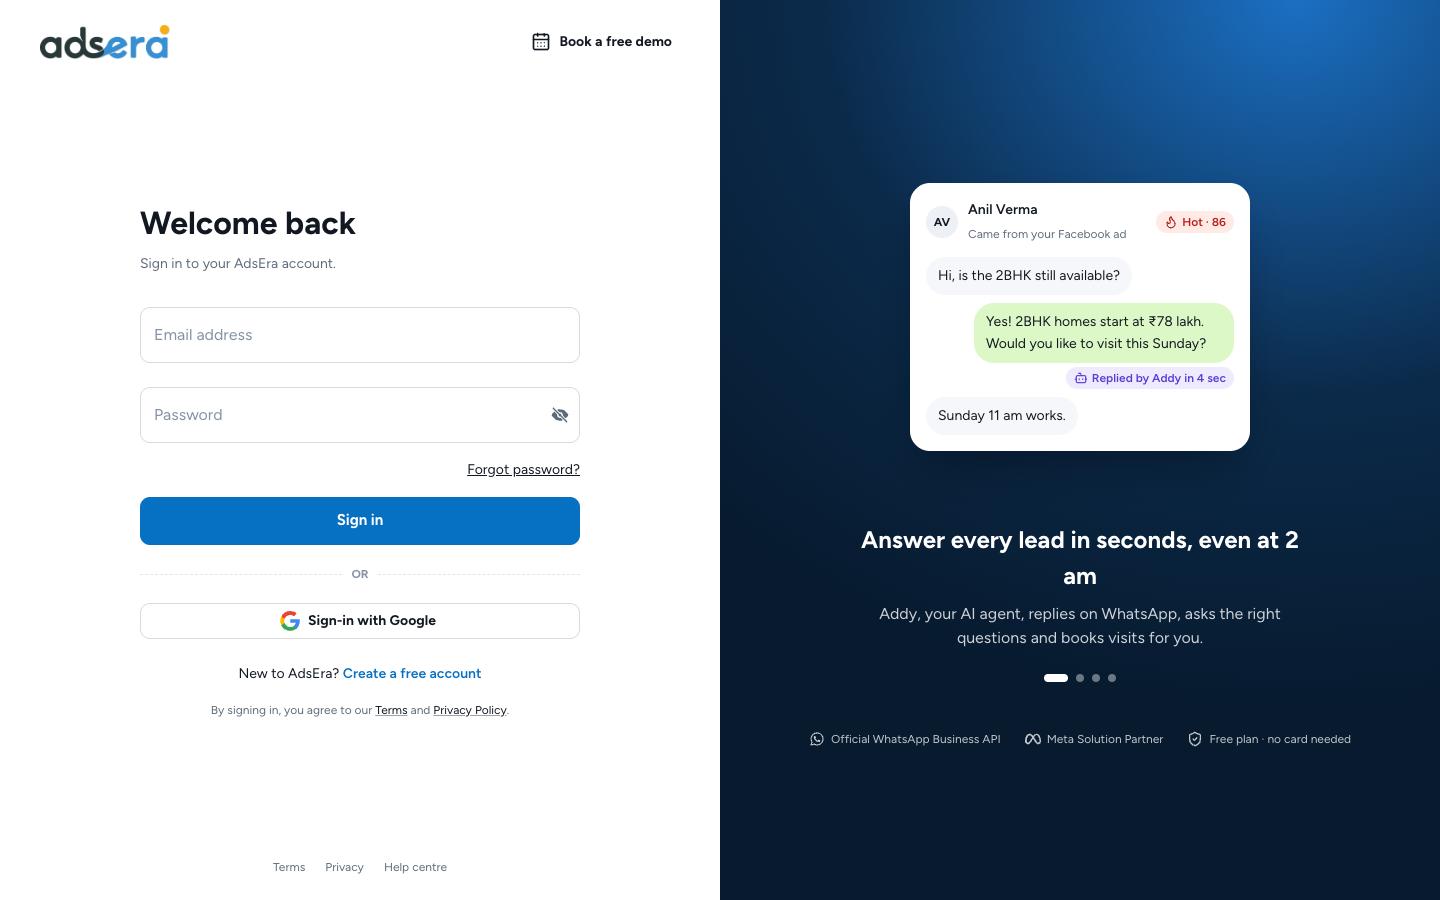 adsera
Book a free demo
Welcome back
Sign in to your AdsEra account.
Email address
Password
Forgot password?
Sign in
OR
Sign-in with Google
New to AdsEra? Create a free account
By signing in, you agree to our Terms and Privacy Policy.
Terms Privacy Help centre
AV
Anil Verma
Came from your Facebook ad
Hot · 86
Hi, is the 2BHK still available?
Yes! 2BHK homes start at ₹78 lakh.
Would you like to visit this Sunday?
Replied by Addy in 4 sec
Sunday 11 am works.
Answer every lead in seconds, even at 2
am
Addy, your AI agent, replies on WhatsApp, asks the right
questions and books visits for you.
Official WhatsApp Business API Meta Solution Partner Free plan · no card needed